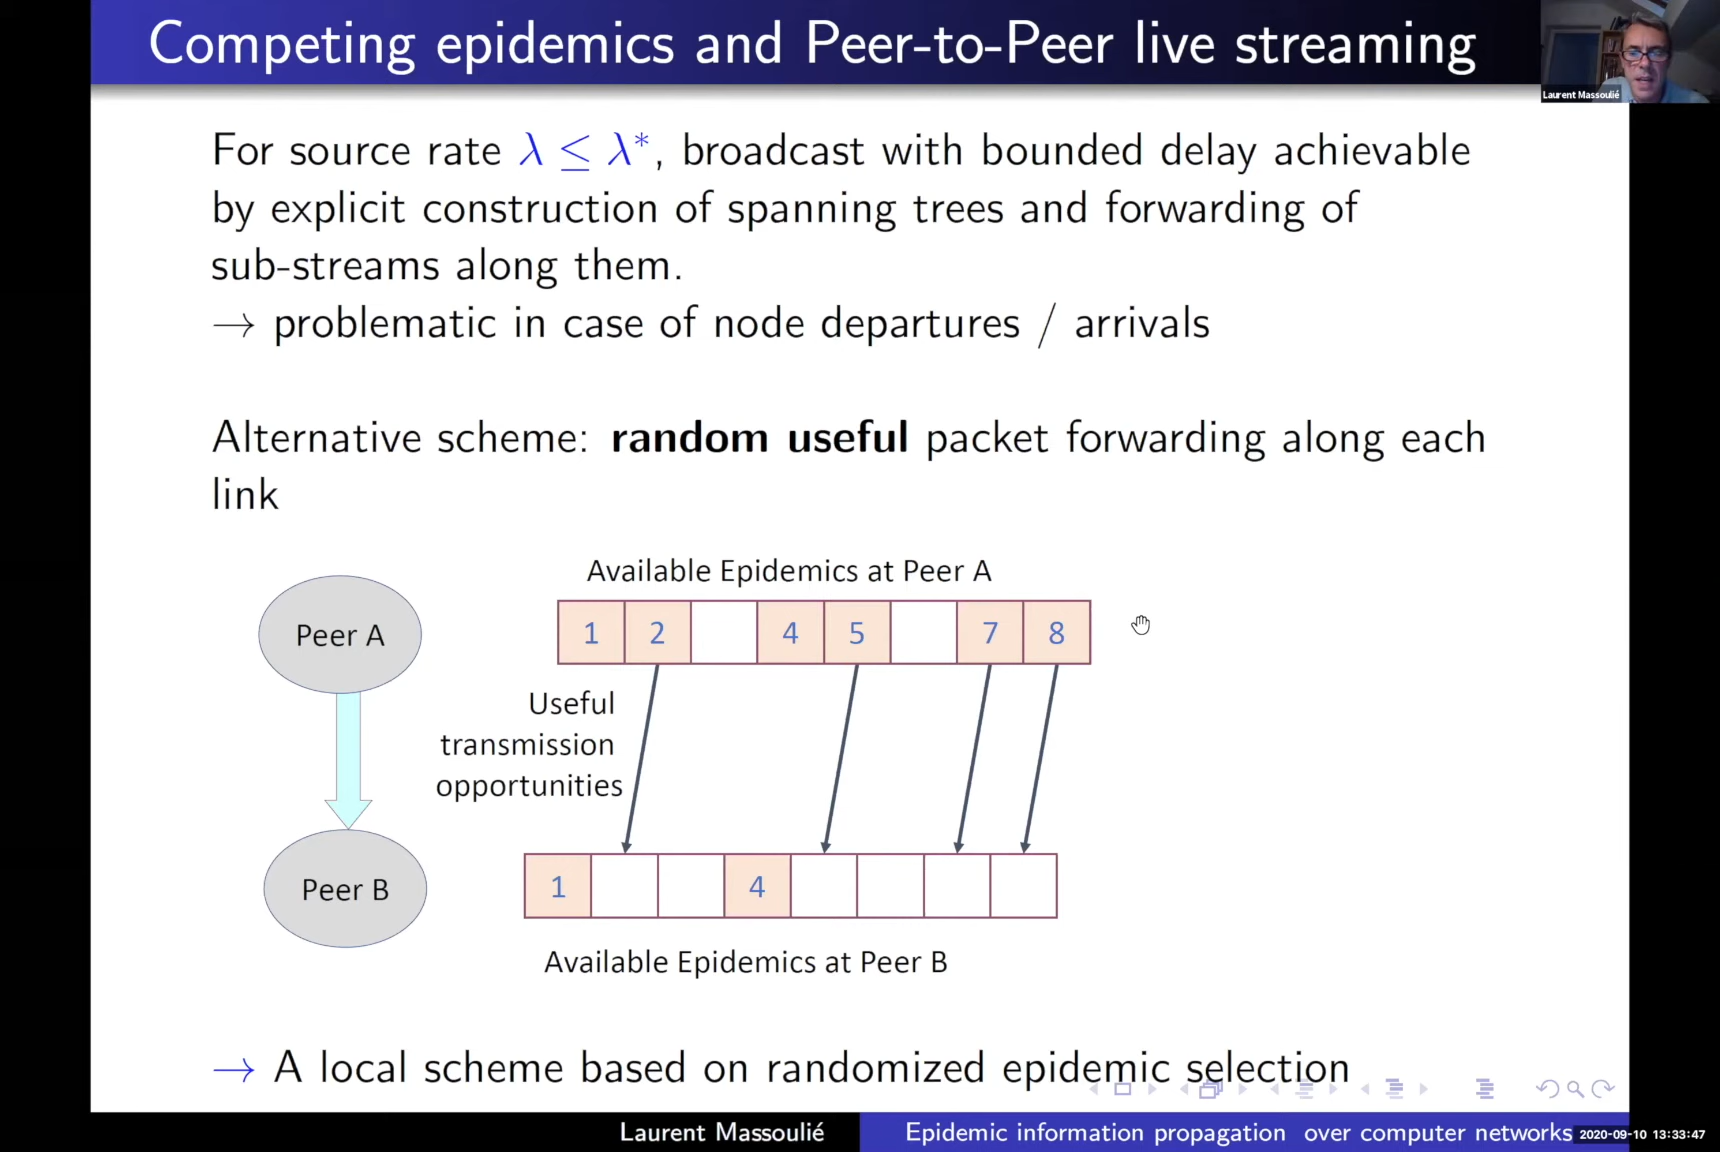 Competing epidemics and Peer-to-Peer live streaming
Laurent Massoulié
For source rate λ ≤ λ*, broadcast with bounded delay achievable
by explicit construction of spanning trees and forwarding of
sub-streams along them.
→ problematic in case of node departures / arrivals
Alternative scheme: random useful packet forwarding along each
link
Available Epidemics at Peer A
Peer A
1 2 4 5 7 8
Useful
transmission
opportunities
Peer B
1 4
Available Epidemics at Peer B
→ A local scheme based on randomized epidemic selection
Laurent Massoulié
Epidemic information propagation over computer networks
2020-09-10 13:33:47